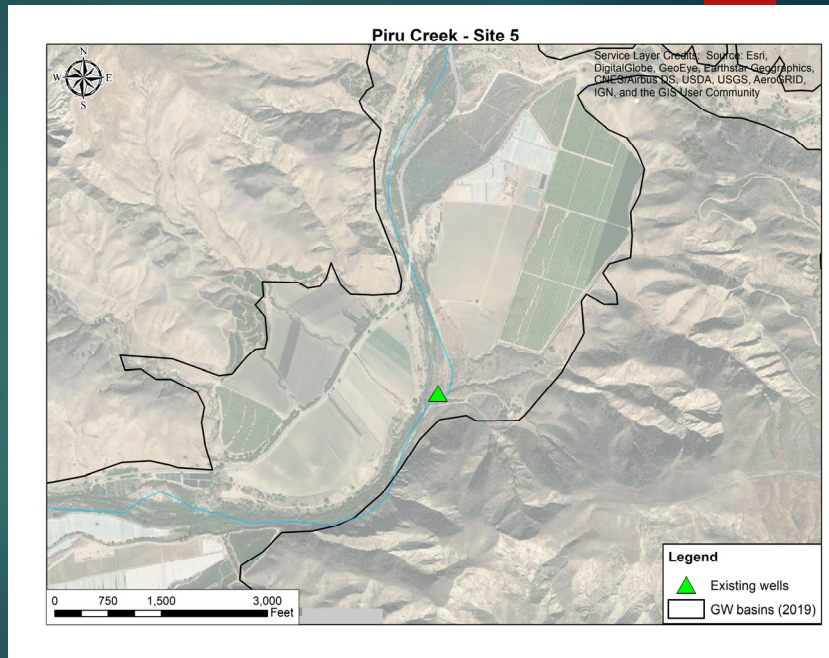 Piru Creek - Site 5
Service Layer Credits: Source: Esri,
DigitalGlobe, GeoEye, Earthstar Geographics,
CNES/Airbus DS, USDA, USGS, AeroGRID,
IGN, and the GIS User Community
N
W E
S
Legend
Existing wells
GW basins (2019)
0 750 1,500 3,000
Feet